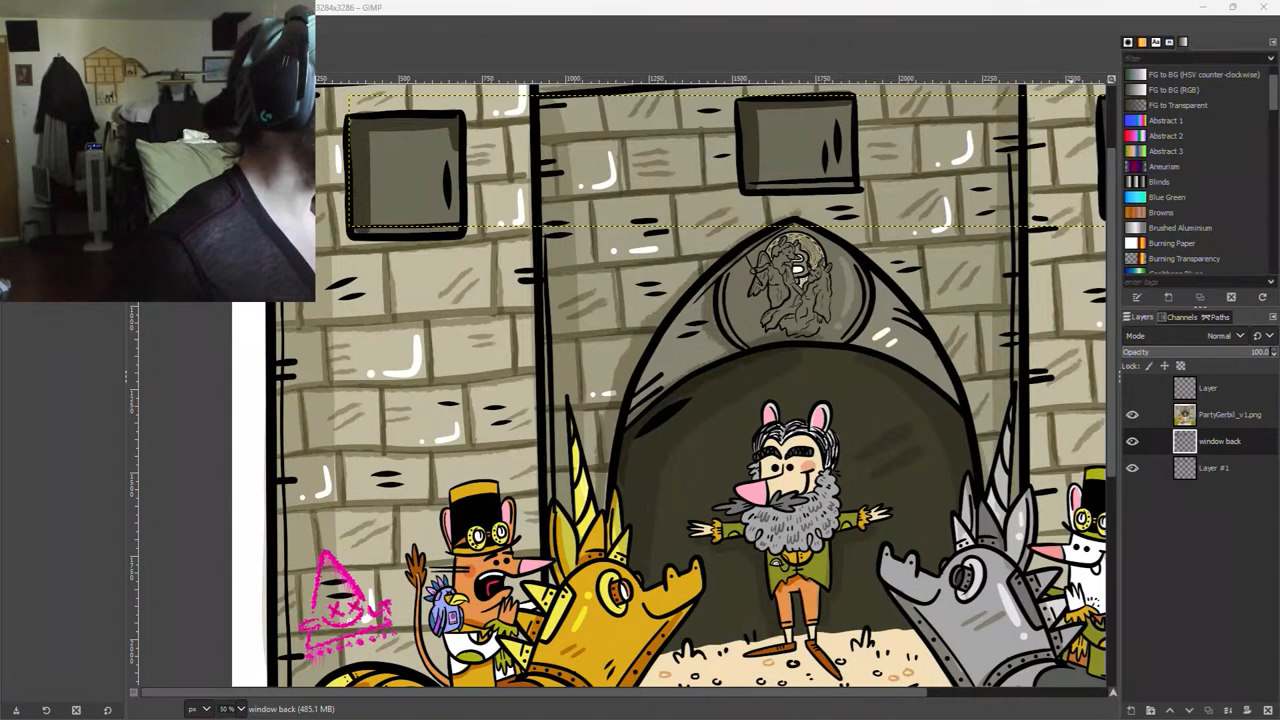 3284x3286 – GIMP
250
500
750
1000
1250
1500
1750
2000
2250
2500
filter
FG to BG (HSV counter-clockwise)
FG to BG (RGB)
FG to Transparent
Abstract 1
Abstract 2
Abstract 3
Aneurism
Blinds
Blue Green
Browns
Brushed Aluminium
Burning Paper
Burning Transparency
enter tags
Layers
Channels
Paths
Mode
Normal
Opacity
100.0
Lock:
Layer
PartyGerbil_v1.png
window back
Layer #1
px
50 %
window back (485.1 MB)